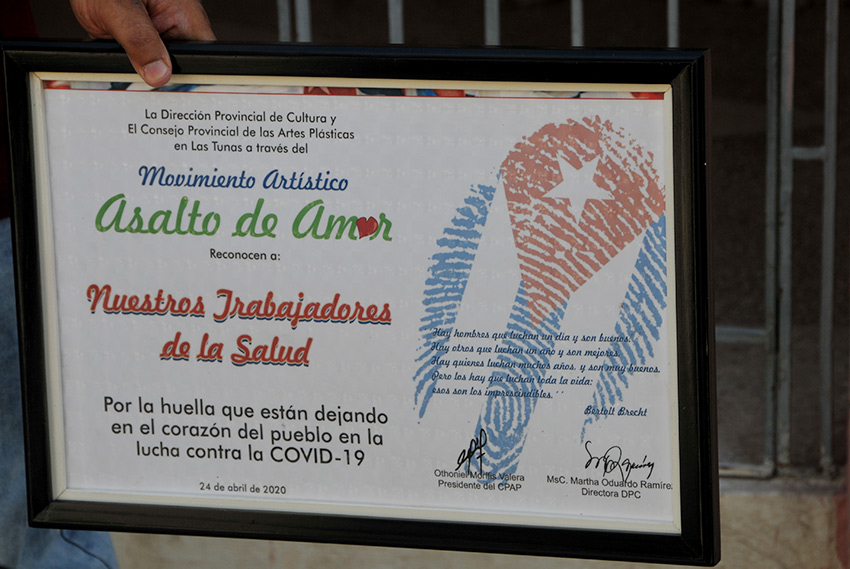 La Dirección Provincial de Cultura y
El Consejo Provincial de las Artes Plásticas
en Las Tunas a través del
Movimiento Artístico
Asalto de Amor
Reconocen a:
Nuestros Trabajadores
de la Salud
Por la huella que están dejando
en el corazón del pueblo en la
lucha contra la COVID-19
24 de abril de 2020
Hay hombres que luchan un día y son buenos.
Hay otros que luchan un año y son mejores.
Hay quienes luchan muchos años, y son muy buenos.
Pero los hay que luchan toda la vida:
esos son los imprescindibles.''
Bertolt Brecht
Othoniel Morffis Valera
Presidente del CPAP
MsC. Martha Oduardo Ramírez
Directora DPC